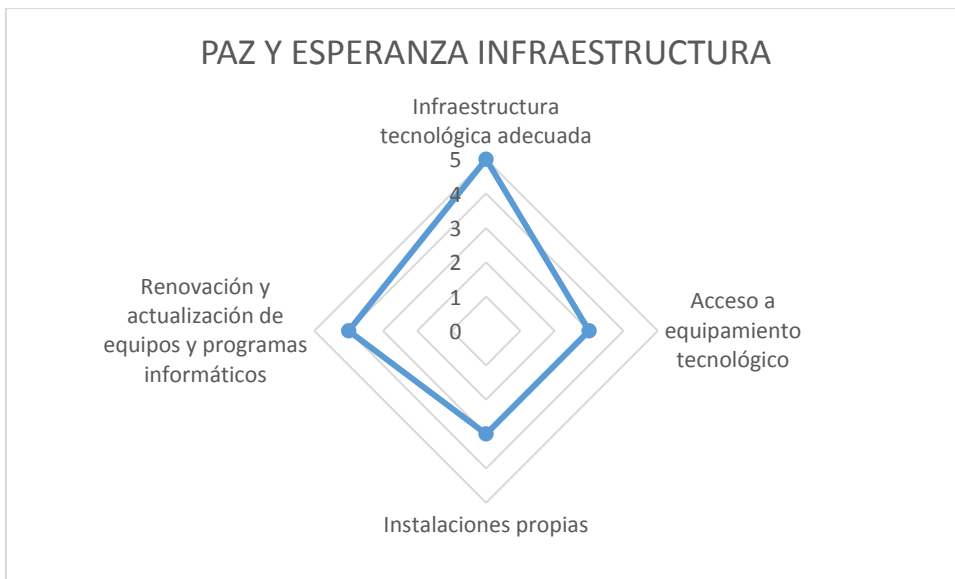 PAZ Y ESPERANZA INFRAESTRUCTURA
Infraestructura
tecnológica adecuada
5
4
3
2
1
0
Acceso a
equipamiento
tecnológico
Instalaciones propias
Renovación y
actualización de
equipos y programas
informáticos